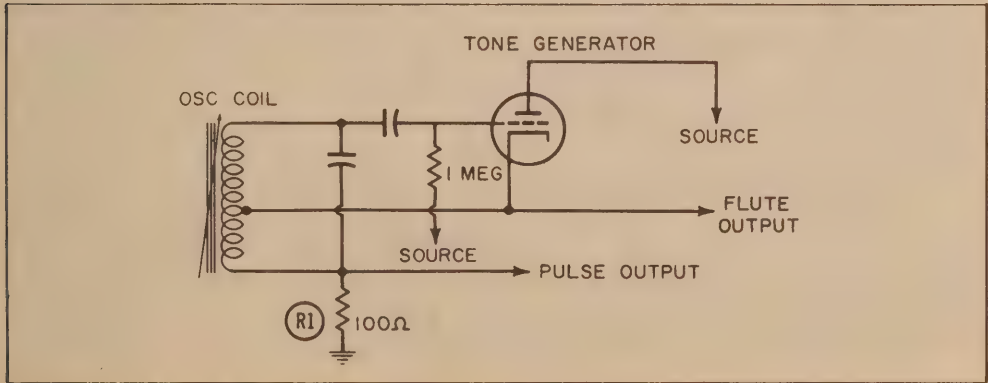 TONE GENERATOR
OSC COIL
SOURCE
1 MEG
FLUTE
OUTPUT
SOURCE
PULSE OUTPUT
R1 100Ω